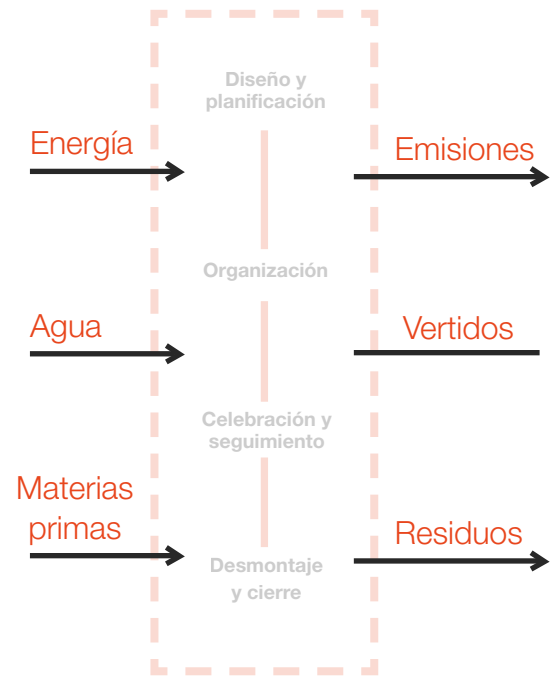 Diseño y
planificación
Energía
Emisiones
Organización
Agua
Vertidos
Celebración y
seguimiento
Materias
primas
Residuos
Desmontaje
y cierre